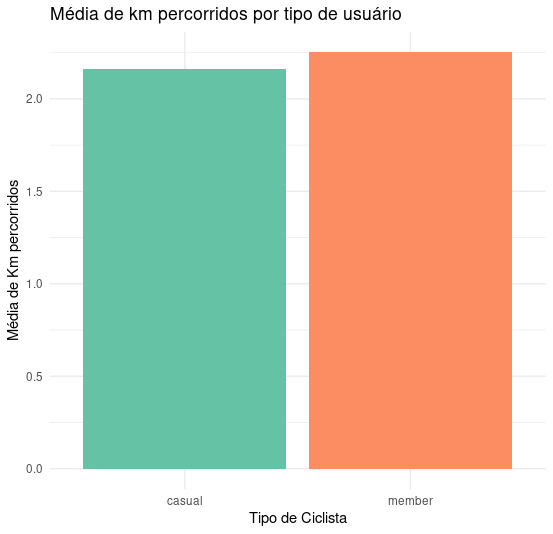 Média de km percorridos por tipo de usuário
Média de Km percorridos
2.0
1.5
1.0
0.5
0.0
casual
member
Tipo de Ciclista